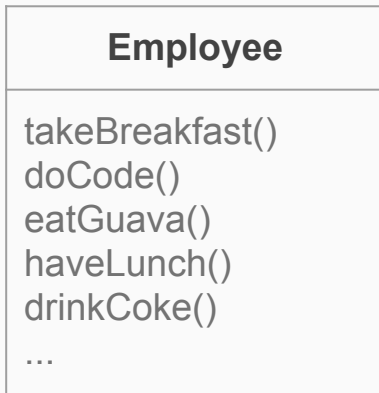 Employee
takeBreakfast()
doCode()
eatGuava()
haveLunch()
drinkCoke()
...